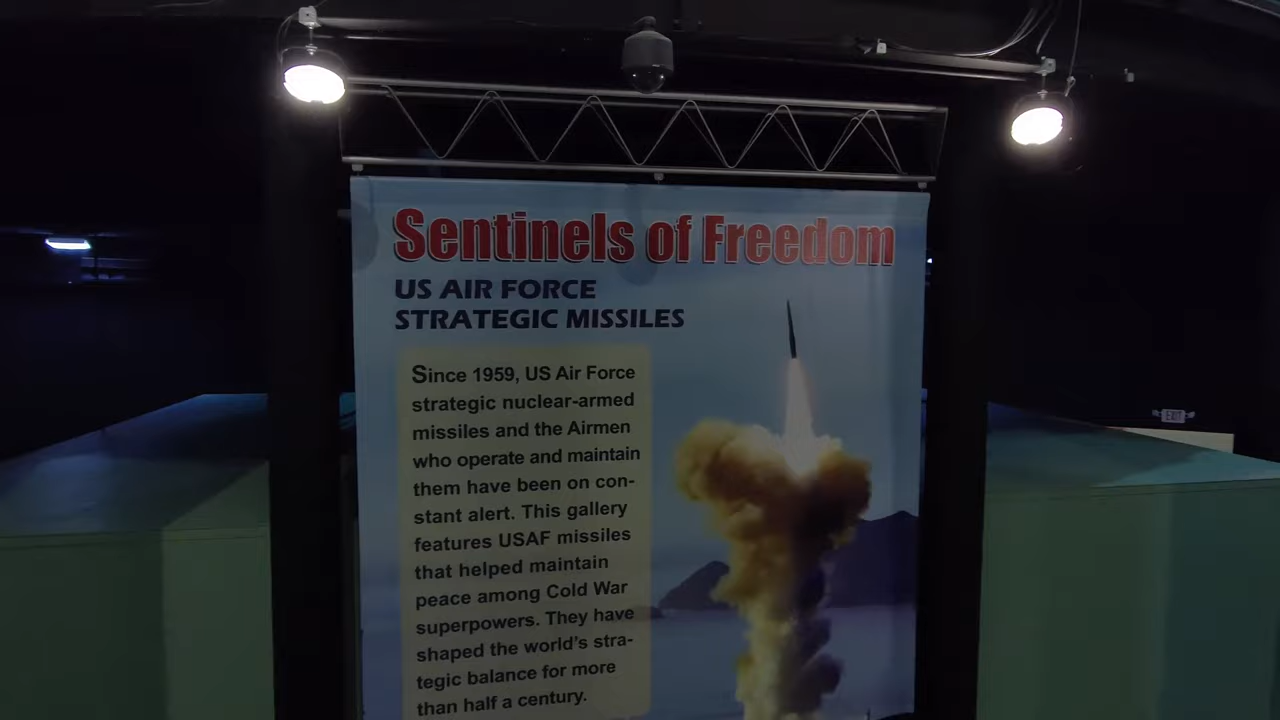 Sentinels of Freedom
US AIR FORCE
STRATEGIC MISSILES
Since 1959, US Air Force
strategic nuclear-armed
missiles and the Airmen
who operate and maintain
them have been on con-
stant alert. This gallery
features USAF missiles
that helped maintain
peace among Cold War
superpowers. They have
shaped the world's stra-
tegic balance for more
than half a century.
EXIT